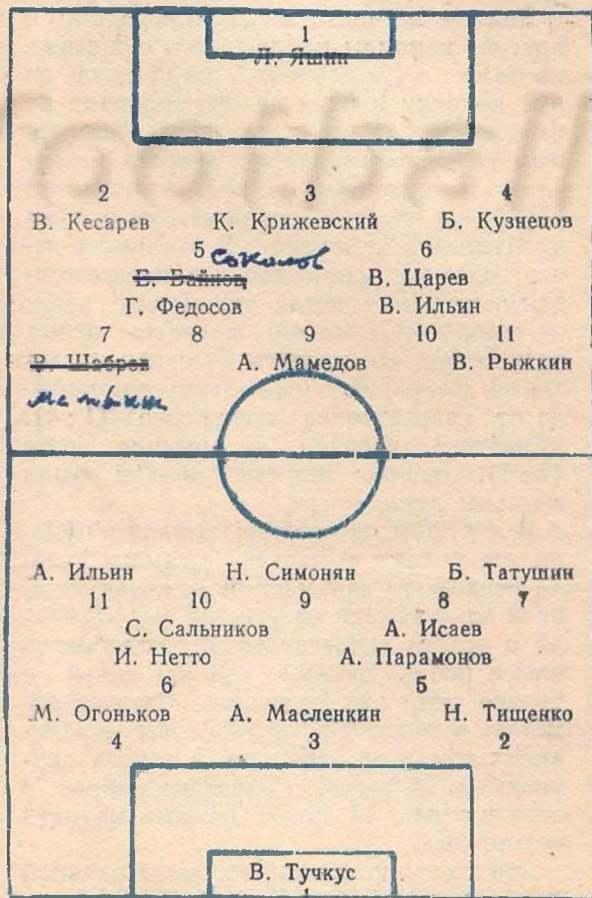 1
Л. Яшин
2 3 4
В. Кесарев К. Крижевский Б. Кузнецов
5 Соколов 6
Е. Байков В. Царев
Г. Федосов В. Ильин
7 8 9 10 11
Р. Шабров А. Мамедов В. Рыжкин
А. Ильин Н. Симонян Б. Татушин
11 10 9 8 7
С. Сальников А. Исаев
И. Нетто А. Парамонов
6 5
М. Огоньков А. Масленкин Н. Тищенко
4 3 2
В. Тучкус
1